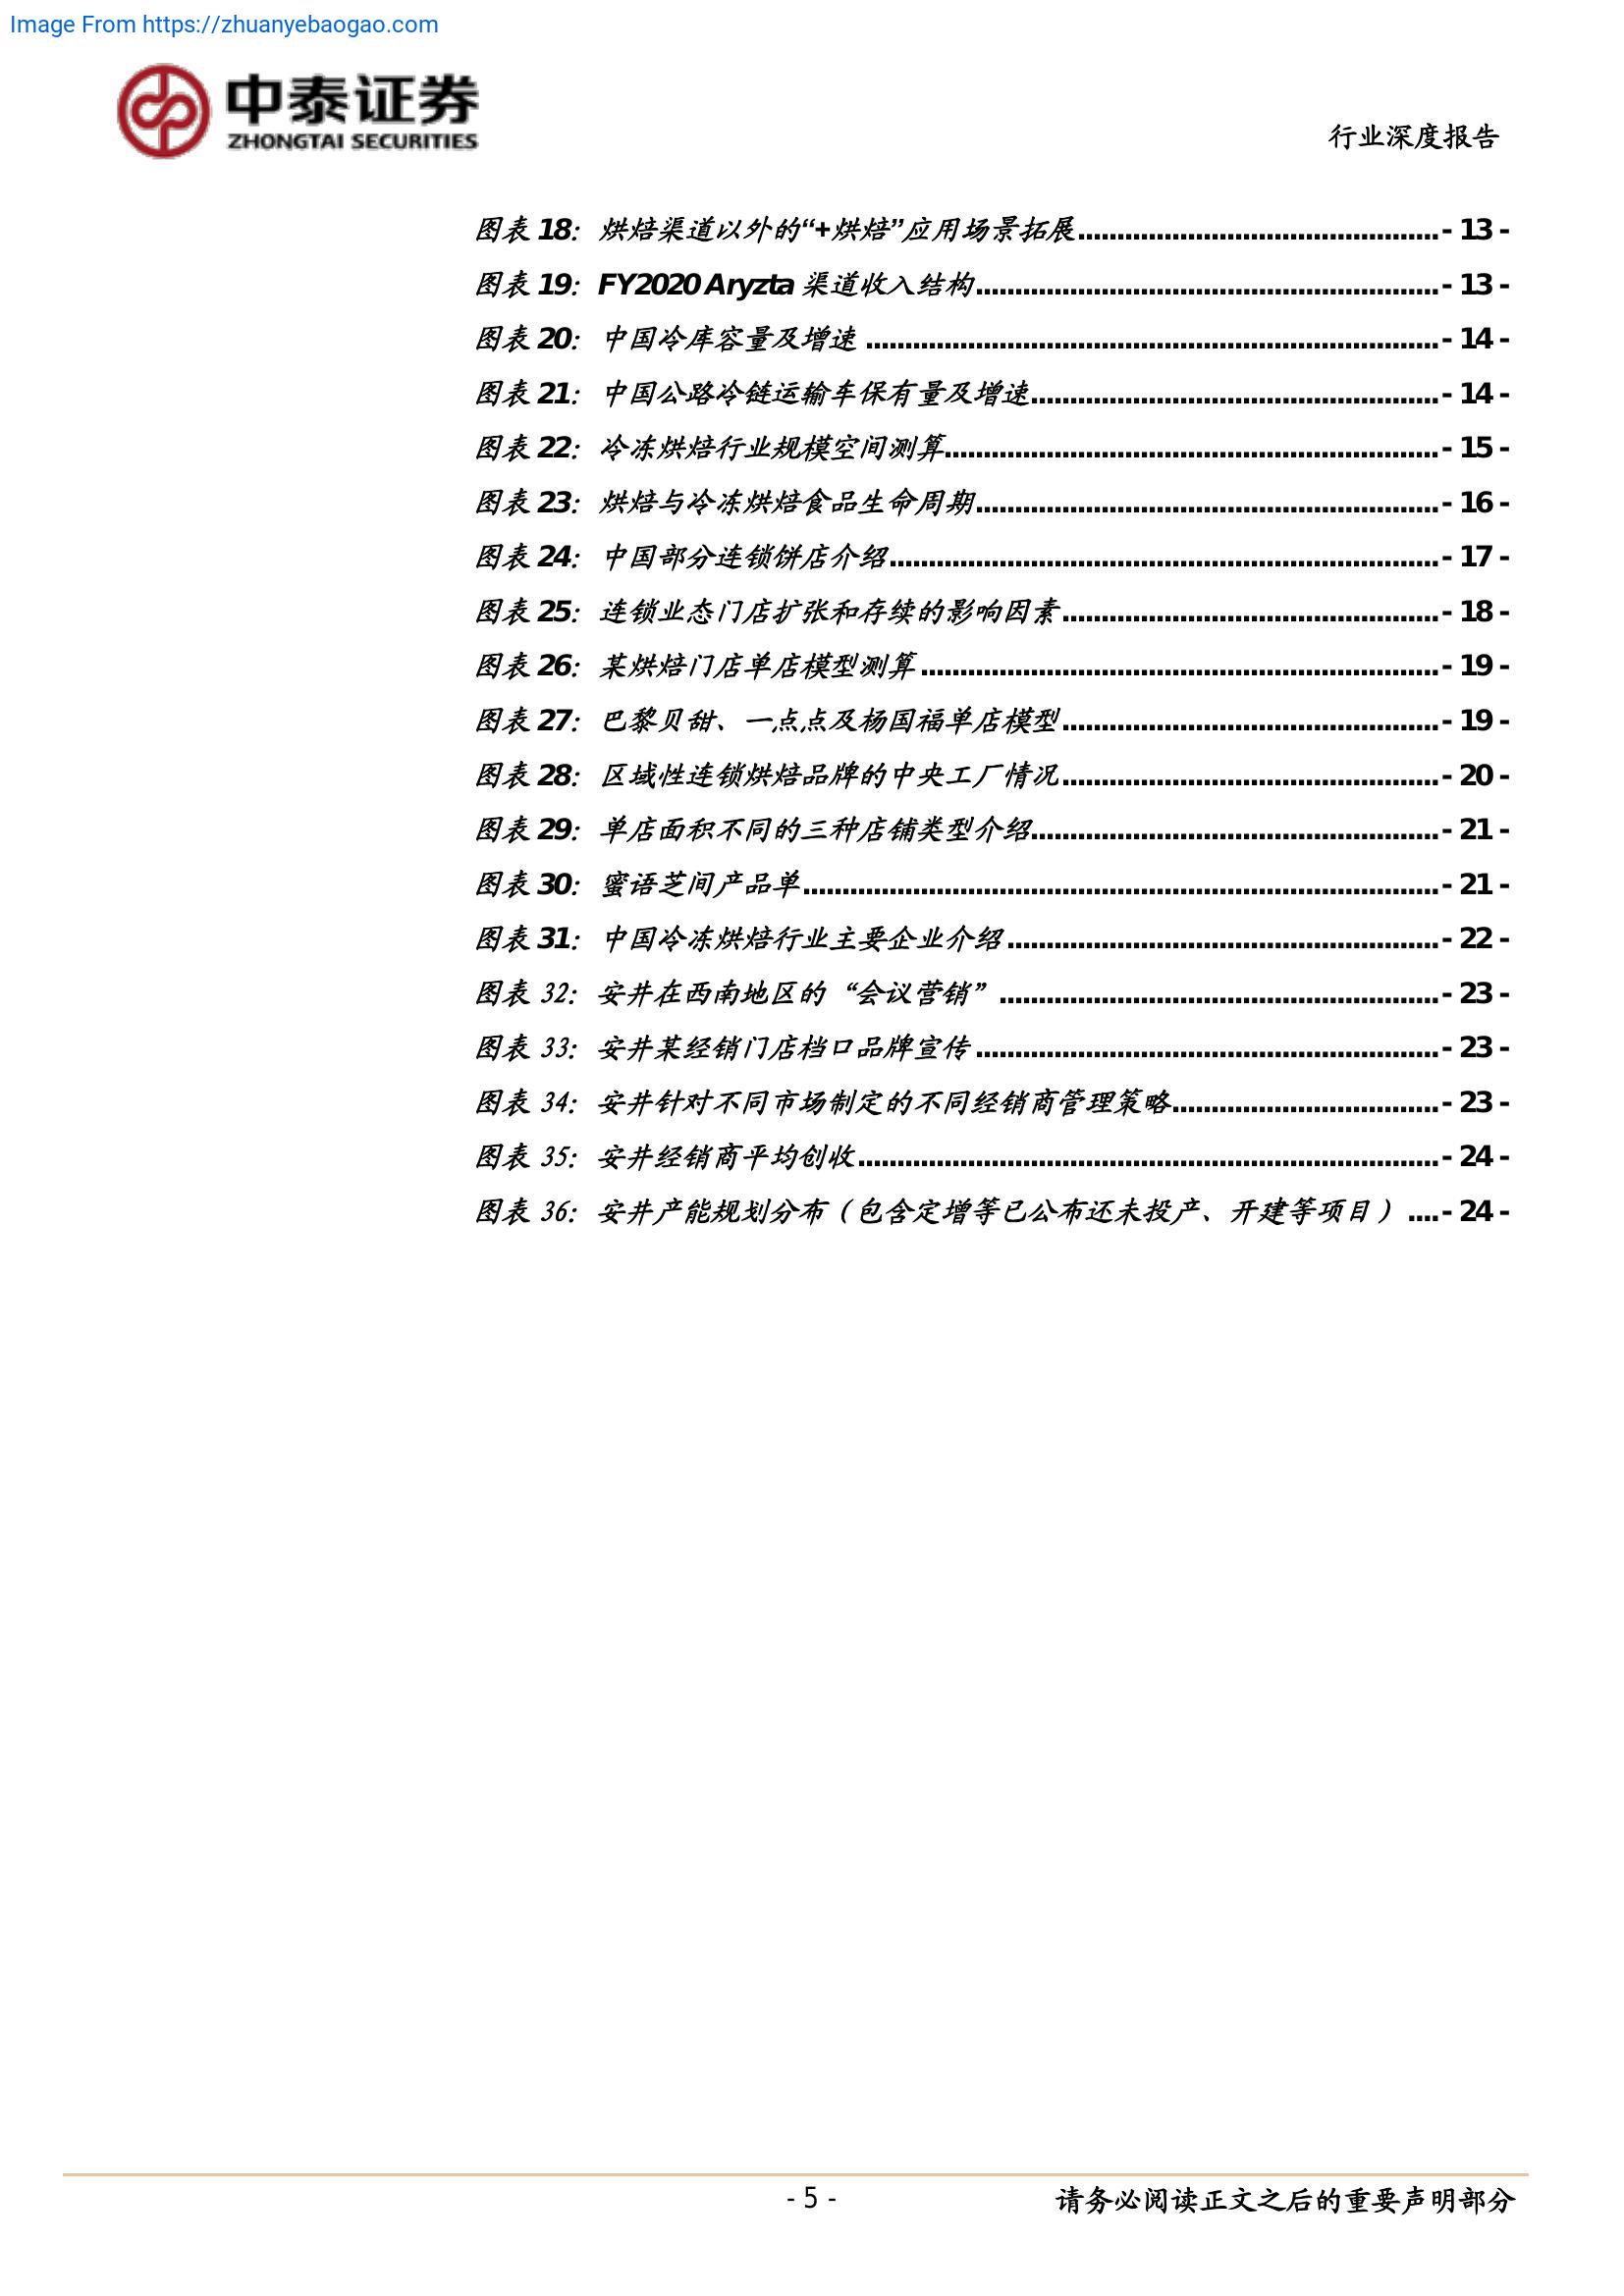 Image From https://zhuanyebaogao.com
中泰证券
ZHONGTAI SECURITIES
行业深度报告
图表 18：烘焙渠道以外的“+烘焙”应用场景拓展..............................................- 13 -
图表 19：FY2020 Aryzta 渠道收入结构...........................................................- 13 -
图表 20：中国冷库容量及增速 .........................................................................- 14 -
图表 21：中国公路冷链运输车保有量及增速....................................................- 14 -
图表 22：冷冻烘焙行业规模空间测算...............................................................- 15 -
图表 23：烘焙与冷冻烘焙食品生命周期...........................................................- 16 -
图表 24：中国部分连锁饼店介绍......................................................................- 17 -
图表 25：连锁业态门店扩张和存续的影响因素................................................- 18 -
图表 26：某烘焙门店单店模型测算..................................................................- 19 -
图表 27：巴黎贝甜、一点点及杨国福单店模型................................................- 19 -
图表 28：区域性连锁烘焙品牌的中央工厂情况................................................- 20 -
图表 29：单店面积不同的三种店铺类型介绍....................................................- 21 -
图表 30：蜜语芝间产品单.................................................................................- 21 -
图表 31：中国冷冻烘焙行业主要企业介绍.......................................................- 22 -
图表 32：安井在西南地区的“会议营销”........................................................- 23 -
图表 33：安井某经销门店档口品牌宣传...........................................................- 23 -
图表 34：安井针对不同市场制定的不同经销商管理策略..................................- 23 -
图表 35：安井经销商平均创收..........................................................................- 24 -
图表 36：安井产能规划分布（包含定增等已公布还未投产、开建等项目）....- 24 -
- 5 -
请务必阅读正文之后的重要声明部分